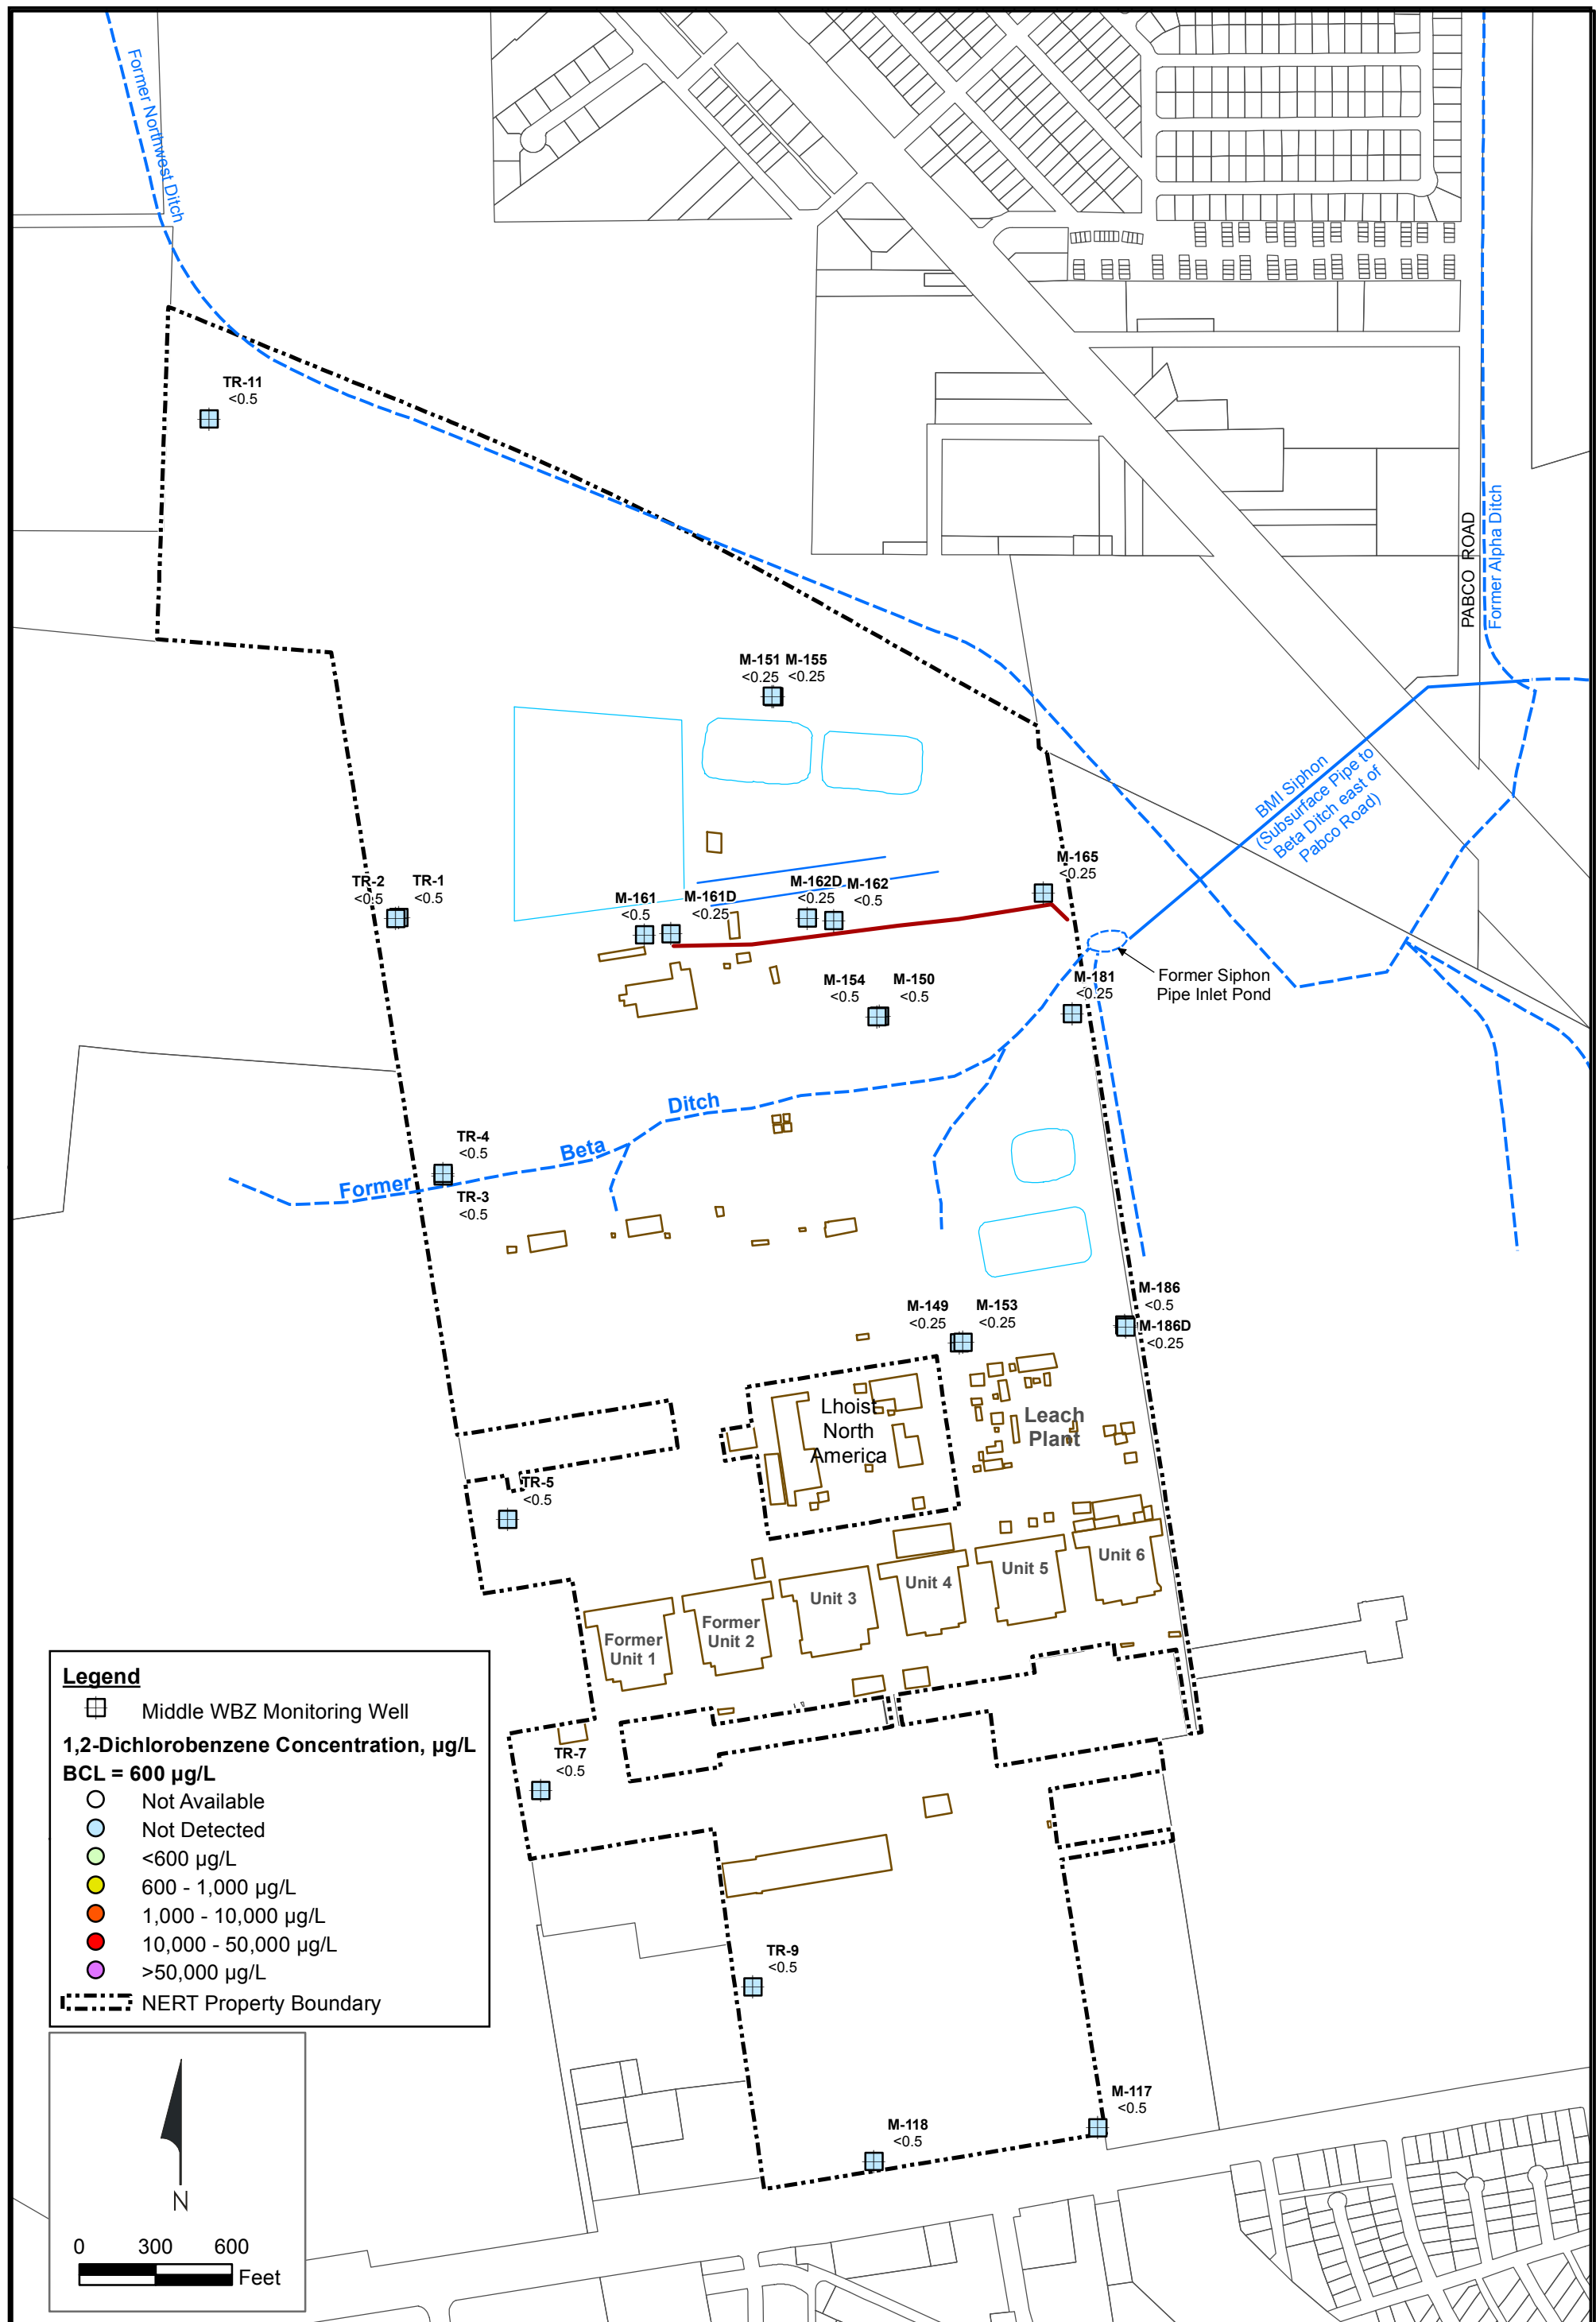 Former Northwest Ditch
TR-11
<0.5
PABCO ROAD
Former Alpha Ditch
M-151
<0.25
M-155
<0.25
BMI Siphon
(Subsurface Pipe to
Beta Ditch east of
Pabco Road)
TR-2
<0.5
TR-1
<0.5
M-161
<0.5
M-161D
<0.25
M-162D
<0.25
M-162
<0.5
M-165
<0.25
M-154
<0.5
M-150
<0.5
M-181
<0.25
Former Siphon
Pipe Inlet Pond
Former Beta Ditch
TR-4
<0.5
TR-3
<0.5
M-149
<0.25
M-153
<0.25
M-186
<0.5
M-186D
<0.25
Lhoist
North
America
Leach
Plant
TR-5
<0.5
Former
Unit 1
Former
Unit 2
Unit 3
Unit 4
Unit 5
Unit 6
TR-7
<0.5
TR-9
<0.5
M-118
<0.5
M-117
<0.5
Legend
Middle WBZ Monitoring Well
1,2-Dichlorobenzene Concentration, µg/L
BCL = 600 µg/L
Not Available
Not Detected
<600 µg/L
600 - 1,000 µg/L
1,000 - 10,000 µg/L
10,000 - 50,000 µg/L
>50,000 µg/L
NERT Property Boundary
N
0 300 600
Feet